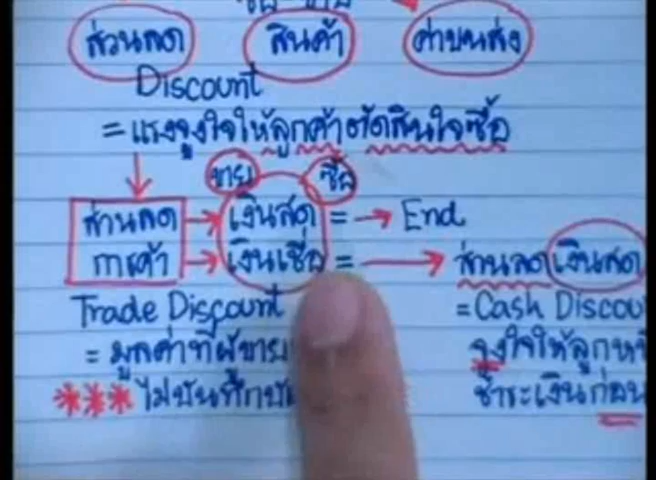 ส่วนลด สินค้า ค่าขนส่ง
Discount
= แรงจูงใจให้ลูกค้าตัดสินใจซื้อ
ขาย ซื้อ
ส่วนลด → เงินสด = → End
การค้า → เงินเชื่อ = → ส่วนลดเงินสด
Trade Discount = Cash Discou
= มูลค่าที่ผู้ขาย จูงใจให้ลูกหนี้
*** ไม่บันทึกบั ชำระเงินก่อน